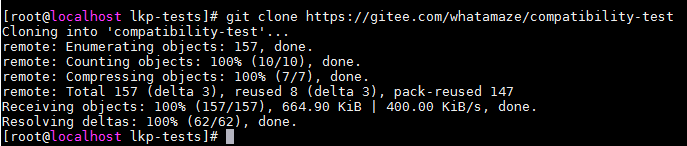 [root@localhost lkp-tests]# git clone https://gitee.com/whatamaze/compatibility-test
Cloning into 'compatibility-test'...
remote: Enumerating objects: 157, done.
remote: Counting objects: 100% (10/10), done.
remote: Compressing objects: 100% (7/7), done.
remote: Total 157 (delta 3), reused 8 (delta 3), pack-reused 147
Receiving objects: 100% (157/157), 664.90 KiB | 400.00 KiB/s, done.
Resolving deltas: 100% (62/62), done.
[root@localhost lkp-tests]#